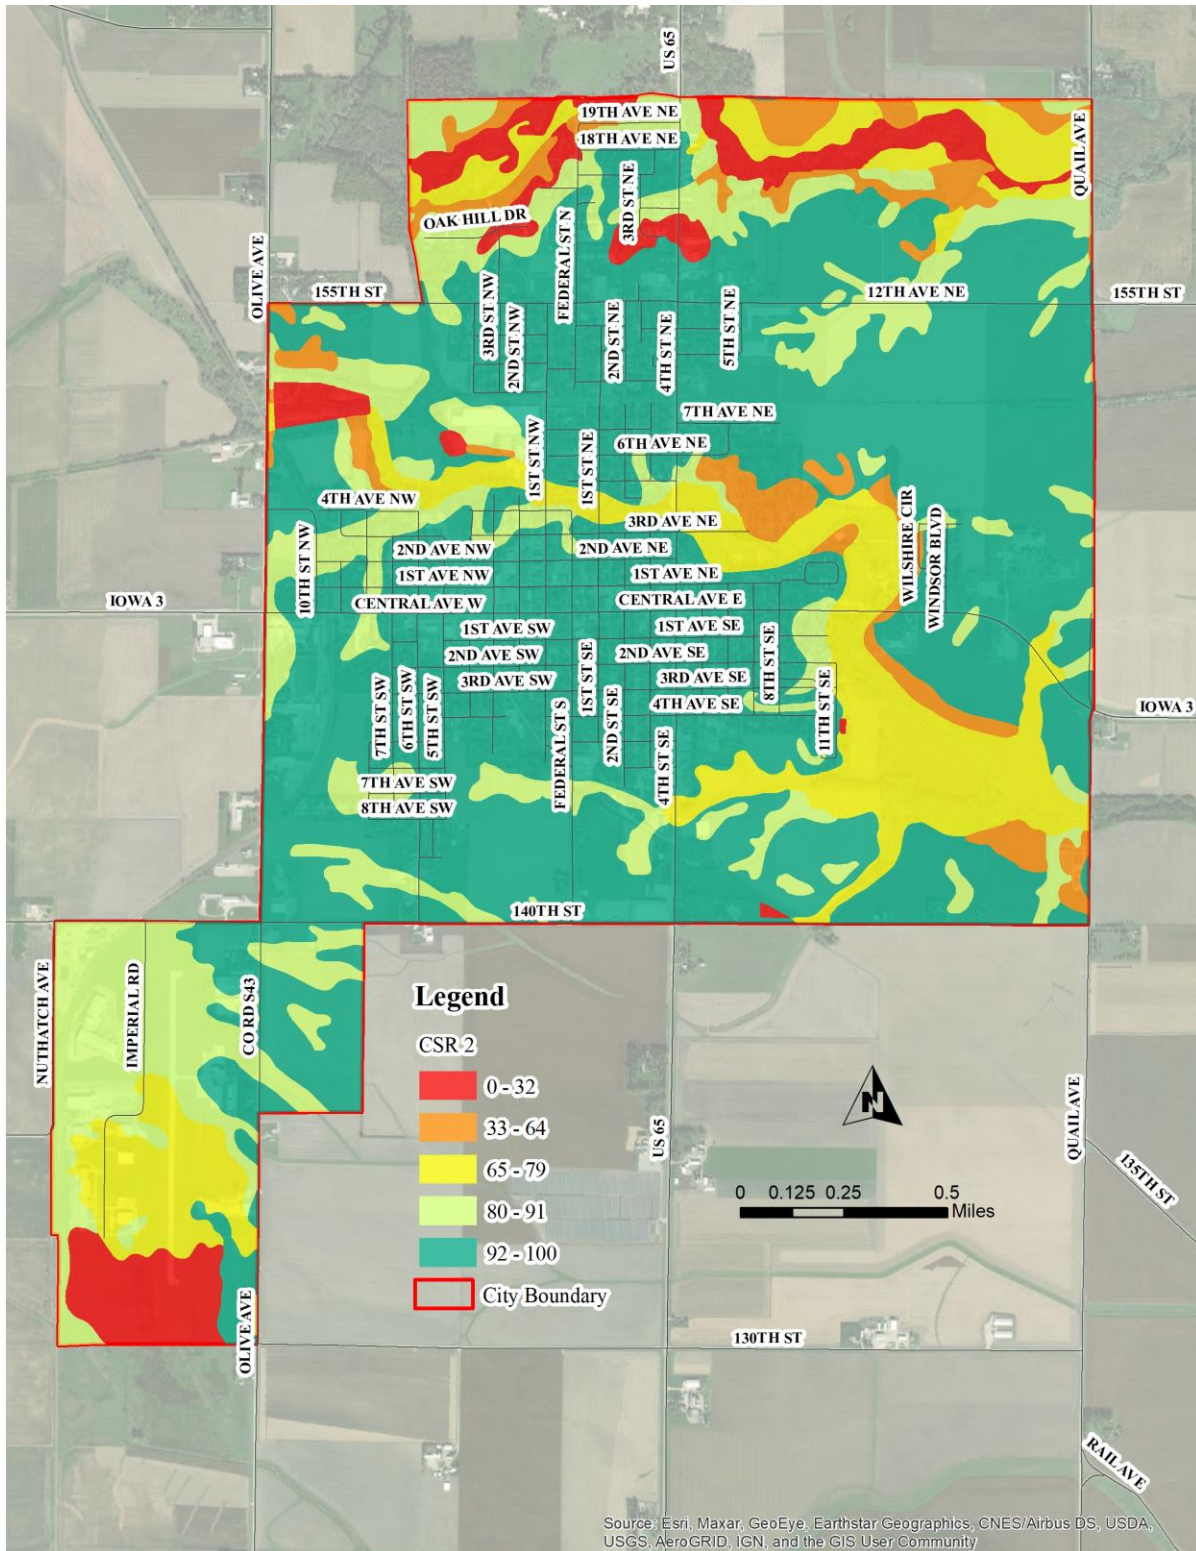 US 65
19TH AVE NE
18TH AVE NE
QUAIL AVE
3RD ST NE
OAK HILL DR
FEDERAL ST N
OLIVE AVE
155TH ST
12TH AVE NE
155TH ST
3RD ST NW
2ND ST NW
2ND ST NE
4TH ST NE
5TH ST NE
7TH AVE NE
6TH AVE NE
1ST ST NW
1ST ST NE
4TH AVE NW
3RD AVE NE
WILSHIRE CIR
WINDSOR BLVD
10TH ST NW
2ND AVE NW
2ND AVE NE
1ST AVE NW
1ST AVE NE
IOWA 3
CENTRAL AVE W
CENTRAL AVE E
1ST AVE SW
1ST AVE SE
2ND AVE SW
2ND AVE SE
3RD AVE SW
3RD AVE SE
1ST ST SE
8TH ST SE
4TH AVE SE
IOWA 3
7TH ST SW
6TH ST SW
5TH ST SW
FEDERAL ST S
2ND ST SE
4TH ST SE
11TH ST SE
7TH AVE SW
8TH AVE SW
140TH ST
NUTHATCH AVE
IMPERIAL RD
CO RD S43
Legend
CSR 2
0 - 32
33 - 64
65 - 79
80 - 91
92 - 100
City Boundary
N
US 65
QUAIL AVE
135TH ST
0 0.125 0.25 0.5
Miles
OLIVE AVE
130TH ST
RAIL AVE
Source: Esri, Maxar, GeoEye, Earthstar Geographics, CNES/Airbus DS, USDA,
USGS, AeroGRID, IGN, and the GIS User Community